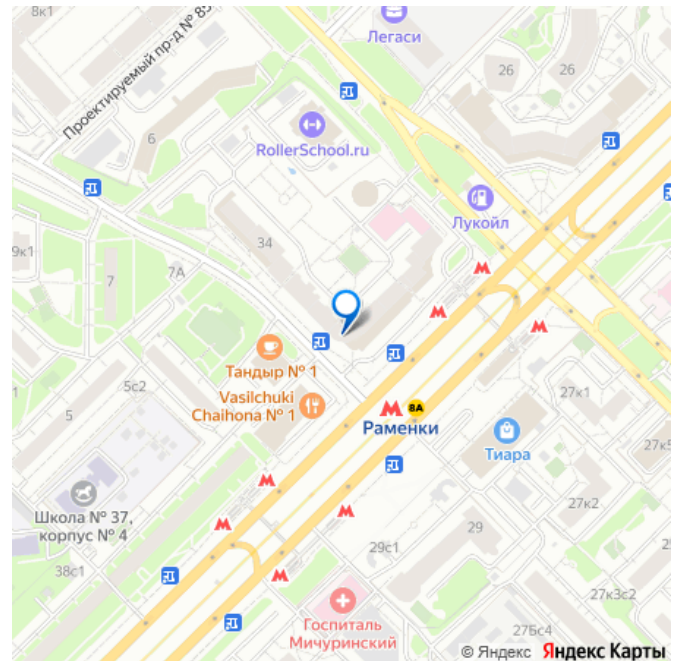 8к1
Легаси
26
26
Проектируемый пр-д № 85
6
RollerSchool.ru
Лукойл
34
9к1
7А
7
Тандыр № 1
Vasilchuki
Chaihona № 1
5с2
5
8А
Раменки
27к1
Тиара
27к5
Школа № 37,
корпус № 4
27к2
29
29с1
38с1
27к3с2
Госпиталь
Мичуринский
27Бс4
© Яндекс Яндекс Карты